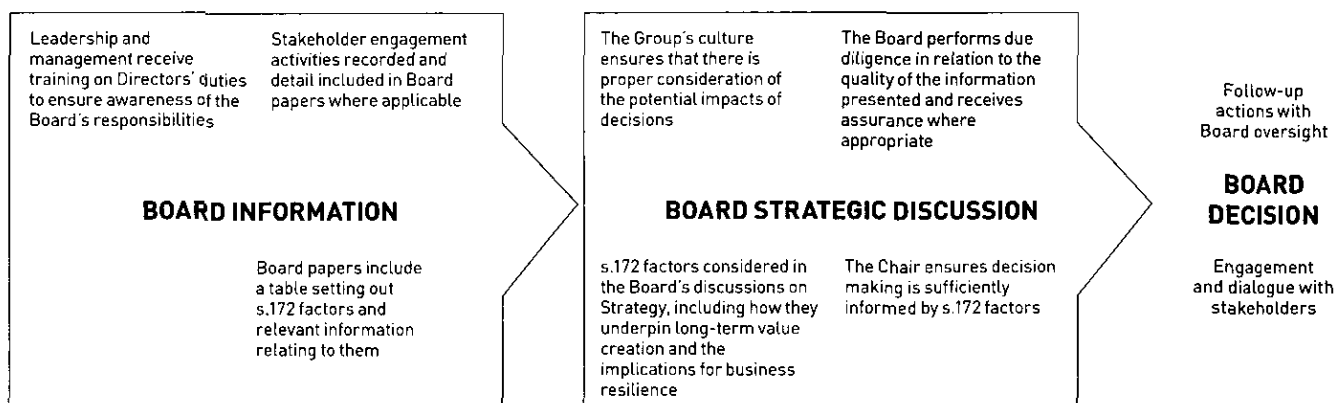 Leadership and
management receive
training on Directors' duties
to ensure awareness of the
Board's responsibilities
Stakeholder engagement
activities recorded and
detail included in Board
papers where applicable
BOARD INFORMATION
Board papers include
a table setting out
s.172 factors and
relevant information
relating to them
The Group's culture
ensures that there is
proper consideration of
the potential impacts of
decisions
The Board performs due
diligence in relation to the
quality of the information
presented and receives
assurance where
appropriate
BOARD STRATEGIC DISCUSSION
s.172 factors considered in
the Board's discussions on
Strategy, including how they
underpin long-term value
creation and the
implications for business
resilience
The Chair ensures decision
making is sufficiently
informed by s.172 factors
Follow-up
actions with
Board oversight
BOARD
DECISION
Engagement
and dialogue with
stakeholders